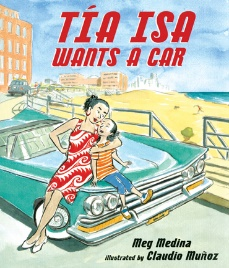 TÍA ISA
WANTS A CAR
Meg Medina
illustrated by Claudio Muñoz